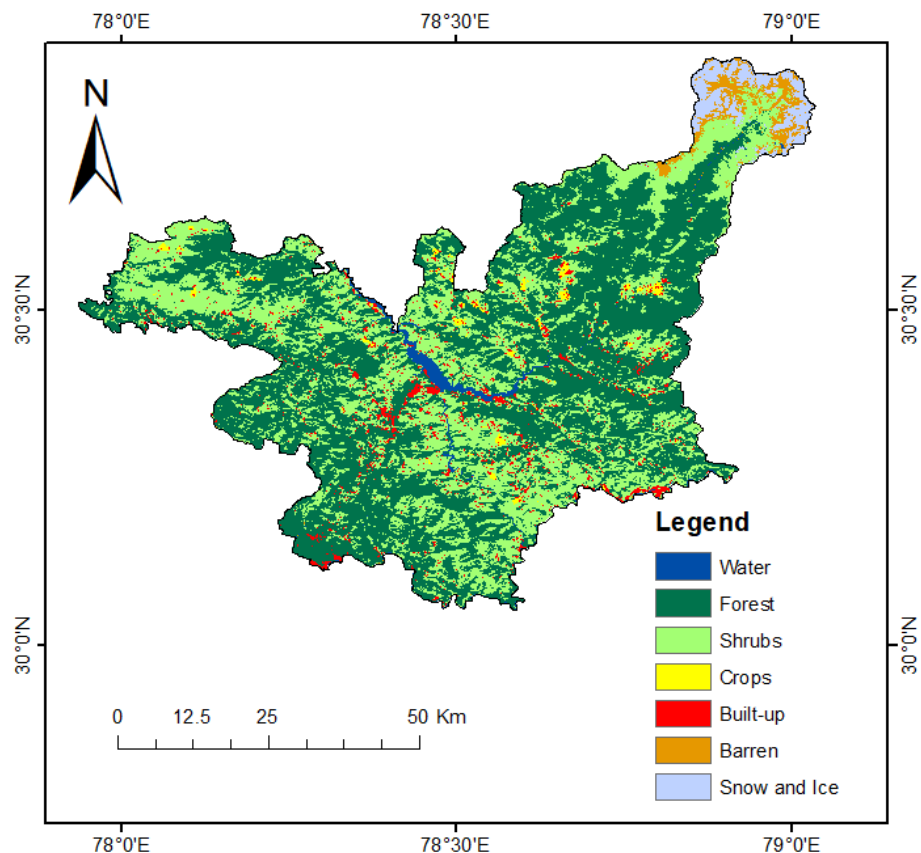 78°0'E 78°30'E 79°0'E
N
30°30'N 30°30'N
Legend
Water
Forest
Shrubs
Crops
Built-up
Barren
Snow and Ice
30°0'N 30°0'N
0 12.5 25 50 Km
78°0'E 78°30'E 79°0'E